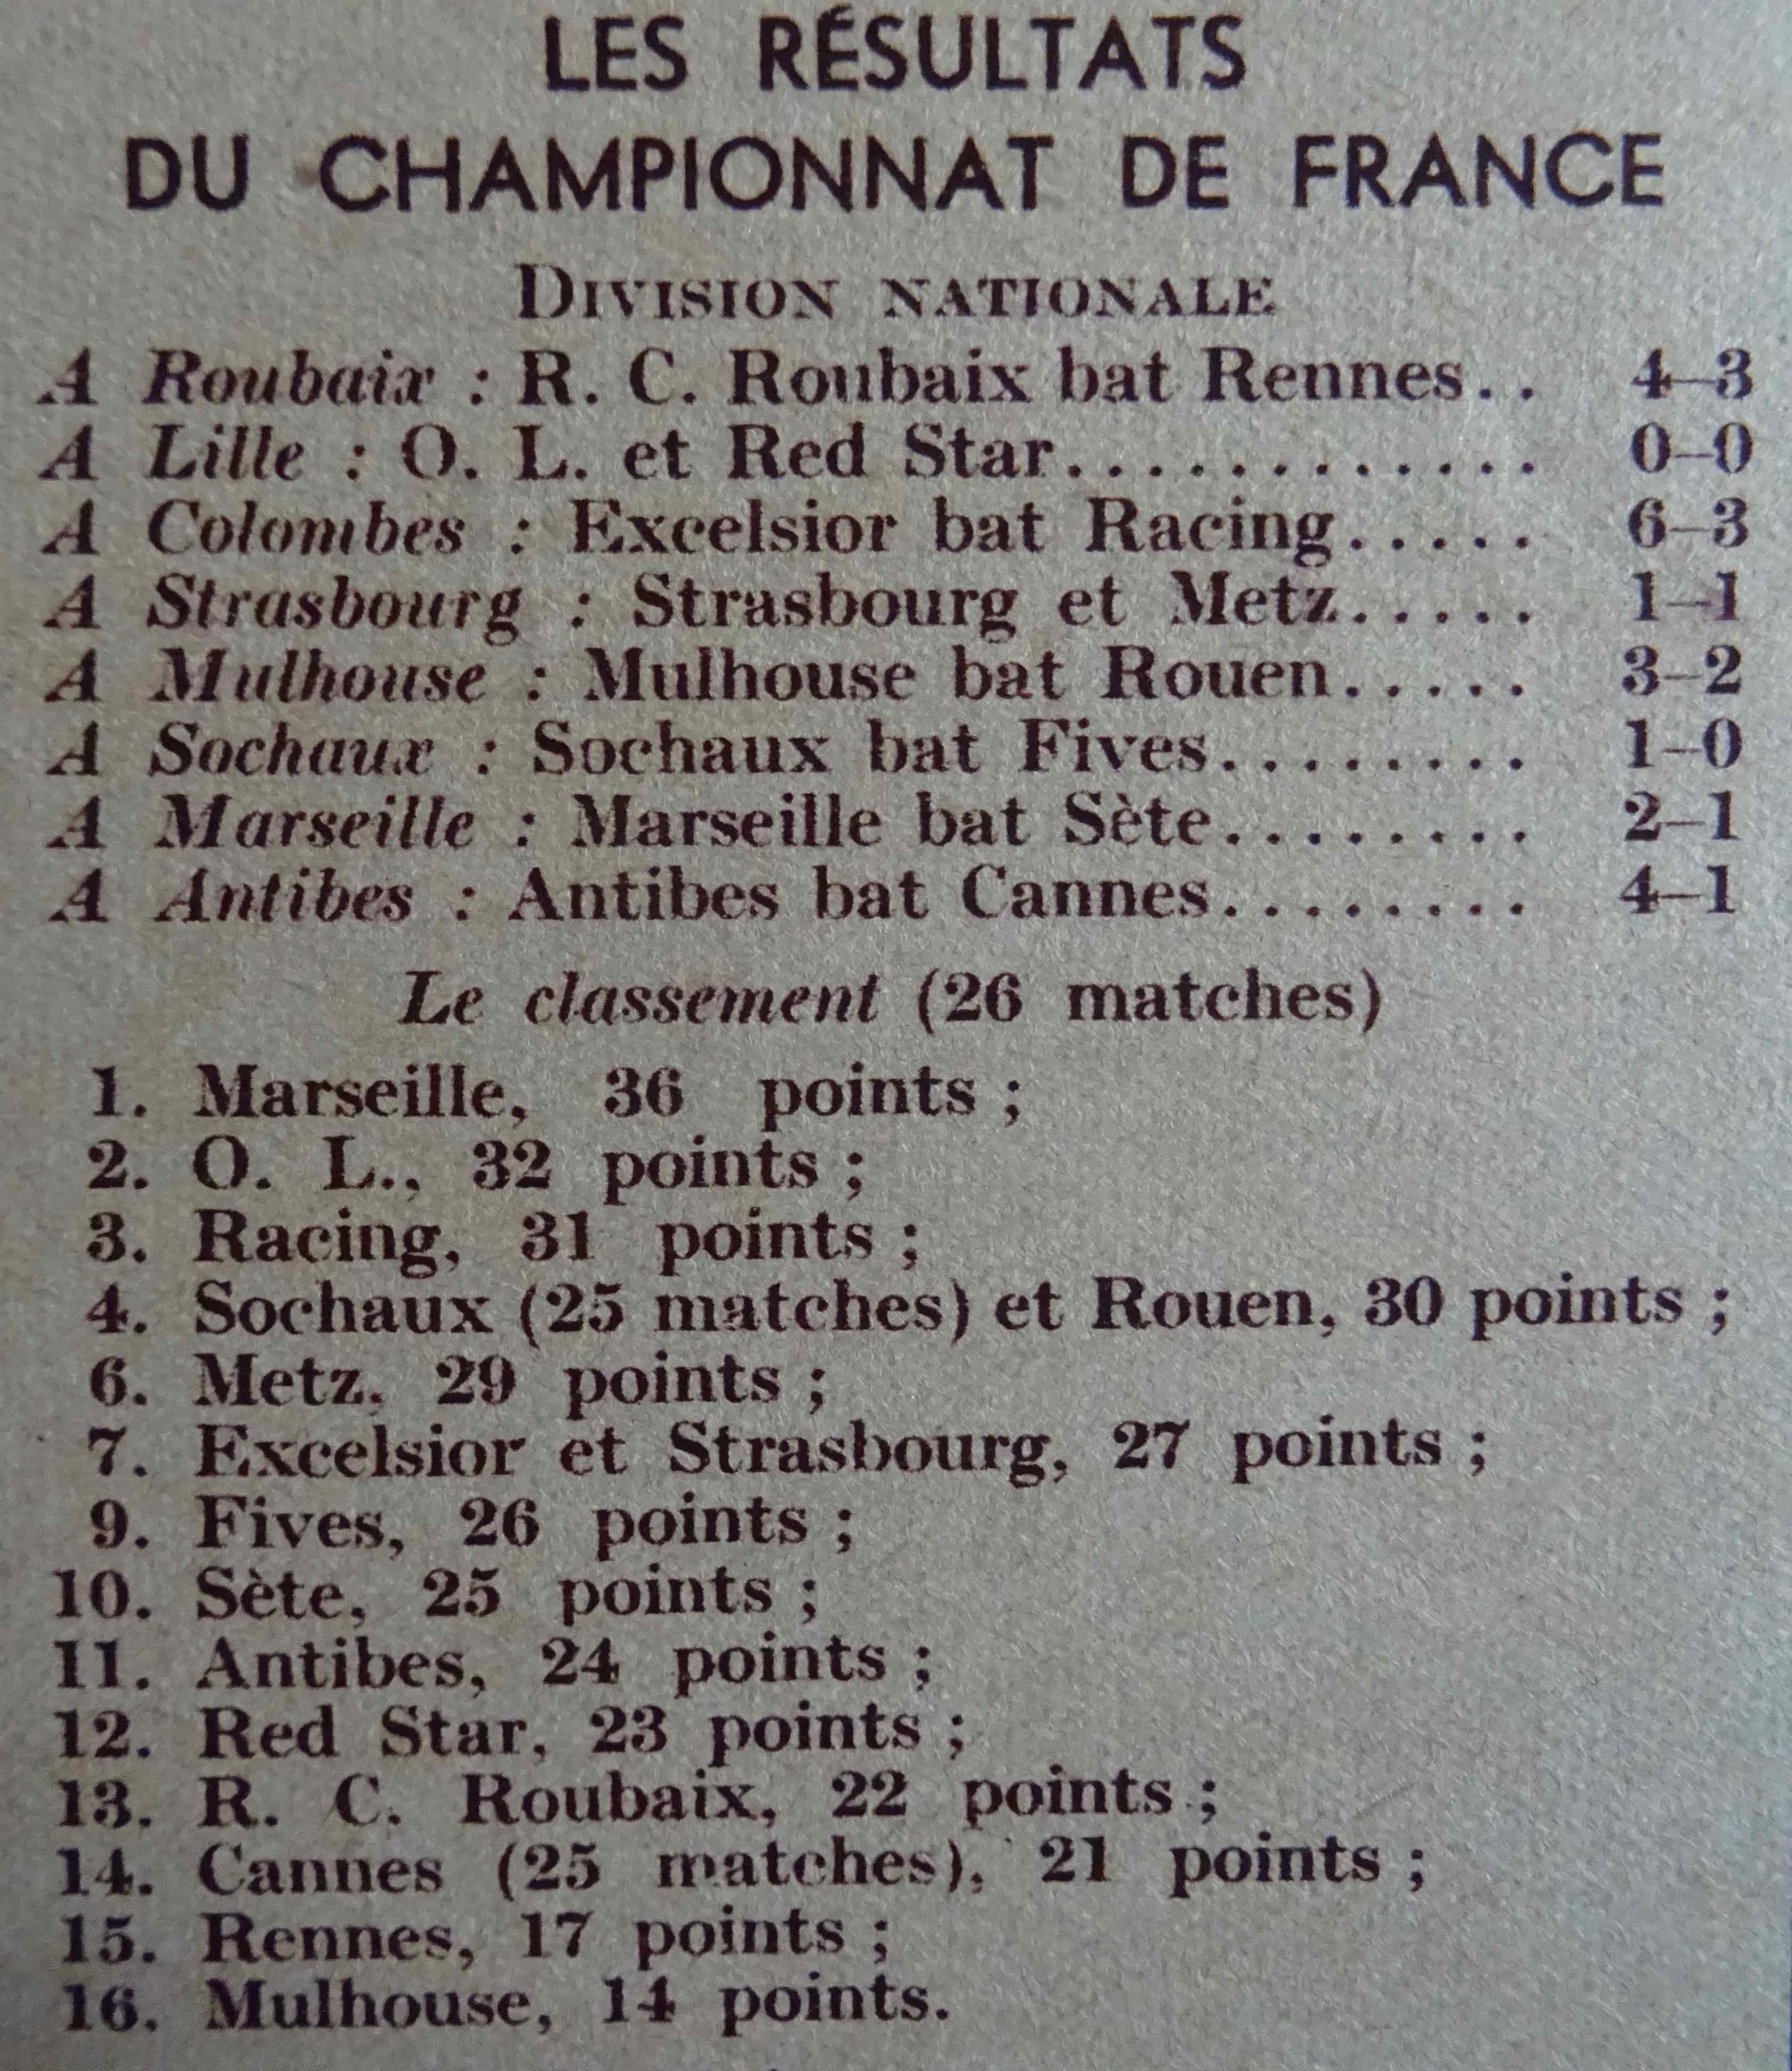 LES RÉSULTATS
DU CHAMPIONNAT DE FRANCE
DIVISION NATIONALE
A Roubaix : R. C. Roubaix bat Rennes.. 4-3
A Lille : O. L. et Red Star............ 0-0
A Colombes : Excelsior bat Racing..... 6-3
A Strasbourg : Strasbourg et Metz..... 1-1
A Mulhouse : Mulhouse bat Rouen..... 3-2
A Sochaux : Sochaux bat Fives........ 1-0
A Marseille : Marseille bat Sète........ 2-1
A Antibes : Antibes bat Cannes........ 4-1
Le classement (26 matches)
1. Marseille, 36 points ;
2. O. L., 32 points ;
3. Racing, 31 points ;
4. Sochaux (25 matches) et Rouen, 30 points ;
6. Metz, 29 points ;
7. Excelsior et Strasbourg, 27 points ;
9. Fives, 26 points ;
10. Sète, 25 points ;
11. Antibes, 24 points ;
12. Red Star, 23 points ;
13. R. C. Roubaix, 22 points ;
14. Cannes (25 matches), 21 points ;
15. Rennes, 17 points ;
16. Mulhouse, 14 points.